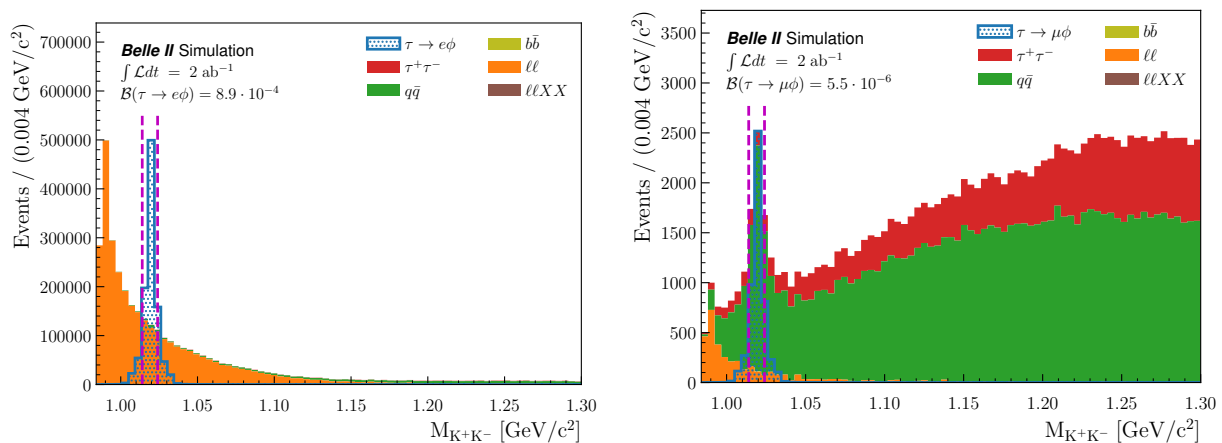 Belle II Simulation
∫ℒdt = 2 ab⁻¹
ℬ(τ → eϕ) = 8.9 · 10⁻⁴
τ → eϕ
τ⁺τ⁻
qq̄
bb̄
ℓℓ
ℓℓXX
Events / (0.004 GeV/c²)
700000
600000
500000
400000
300000
200000
100000
0
1.00 1.05 1.10 1.15 1.20 1.25 1.30
M_K⁺K⁻ [GeV/c²]
Belle II Simulation
∫ℒdt = 2 ab⁻¹
ℬ(τ → μϕ) = 5.5 · 10⁻⁶
τ → μϕ
τ⁺τ⁻
qq̄
bb̄
ℓℓ
ℓℓXX
Events / (0.004 GeV/c²)
3500
3000
2500
2000
1500
1000
500
0
1.00 1.05 1.10 1.15 1.20 1.25 1.30
M_K⁺K⁻ [GeV/c²]